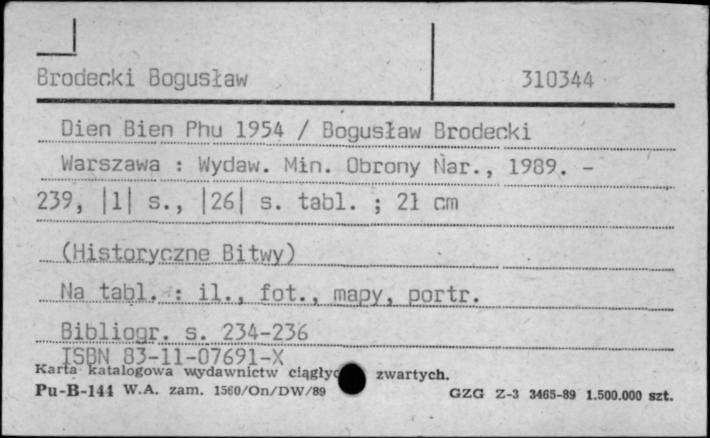 Brodecki Bogusław 310344
Dien Bien Phu 1954 / Bogusław Brodecki
Warszawa : Wydaw. Min. Obrony Nar., 1989. -
239, |1| s., |26| s. tabl. ; 21 cm
(Historyczne Bitwy)
Na tabl. : il., fot., mapy, portr.
Bibliogr. s. 234-236
ISBN 83-11-07691-X
Karta katalogowa wydawnictw zwartych.
Pu-B-144 W.A. zam. 1560/On/DW/89 GZG Z-3 3465-89 1.500.000 szt.